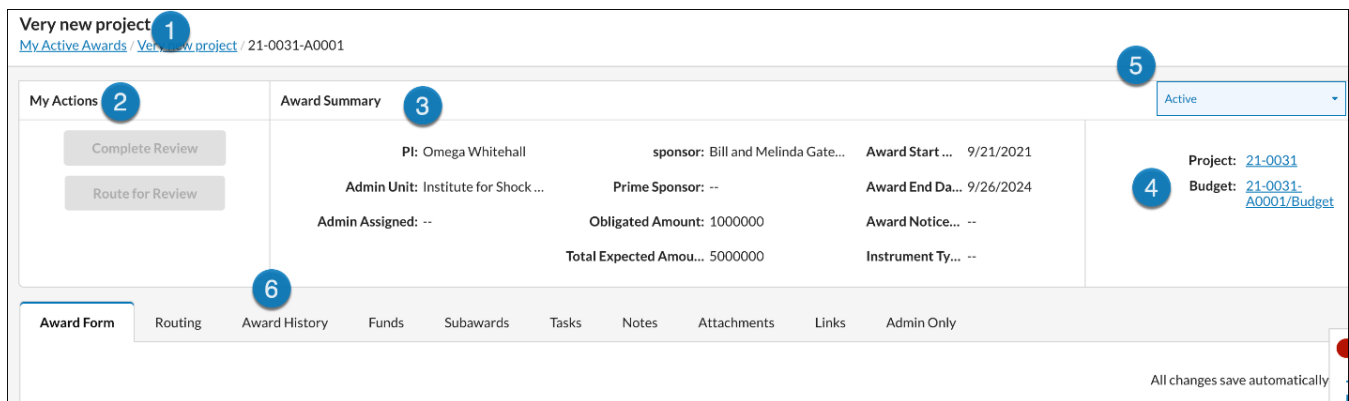 Very new project
1
My Active Awards / Very new project / 21-0031-A0001
5
My Actions 2 Award Summary 3 Active
Complete Review
Route for Review
PI: Omega Whitehall sponsor: Bill and Melinda Gate... Award Start ... 9/21/2021
Admin Unit: Institute for Shock ... Prime Sponsor: -- Award End Da... 9/26/2024
Admin Assigned: -- Obligated Amount: 1000000 Award Notice... --
Total Expected Amou... 5000000 Instrument Ty... --
4
Project: 21-0031
Budget: 21-0031-
A0001/Budget
6
Award Form Routing Award History Funds Subawards Tasks Notes Attachments Links Admin Only
All changes save automatically